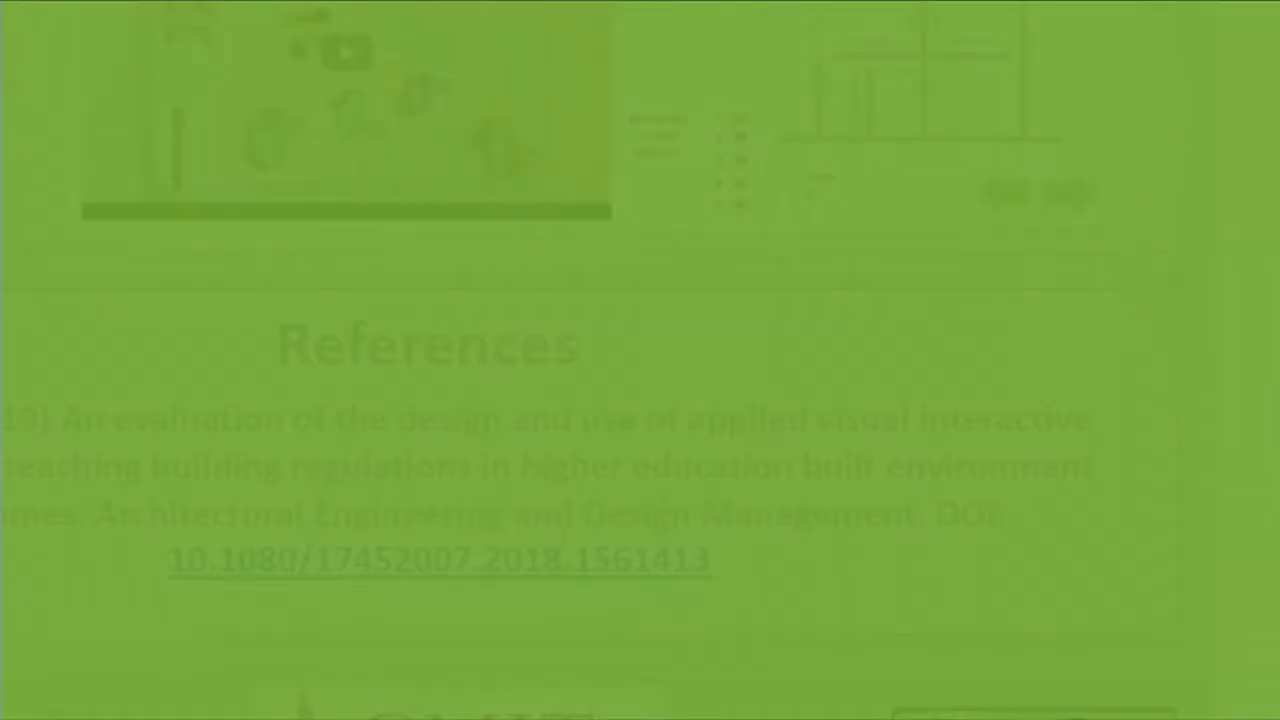 References
19) An evaluation of the design and use of applied visual interactive
teaching building regulations in higher education built environment
mes. Architectural Engineering and Design Management. DOI:
10.1080/17452007.2018.1561413